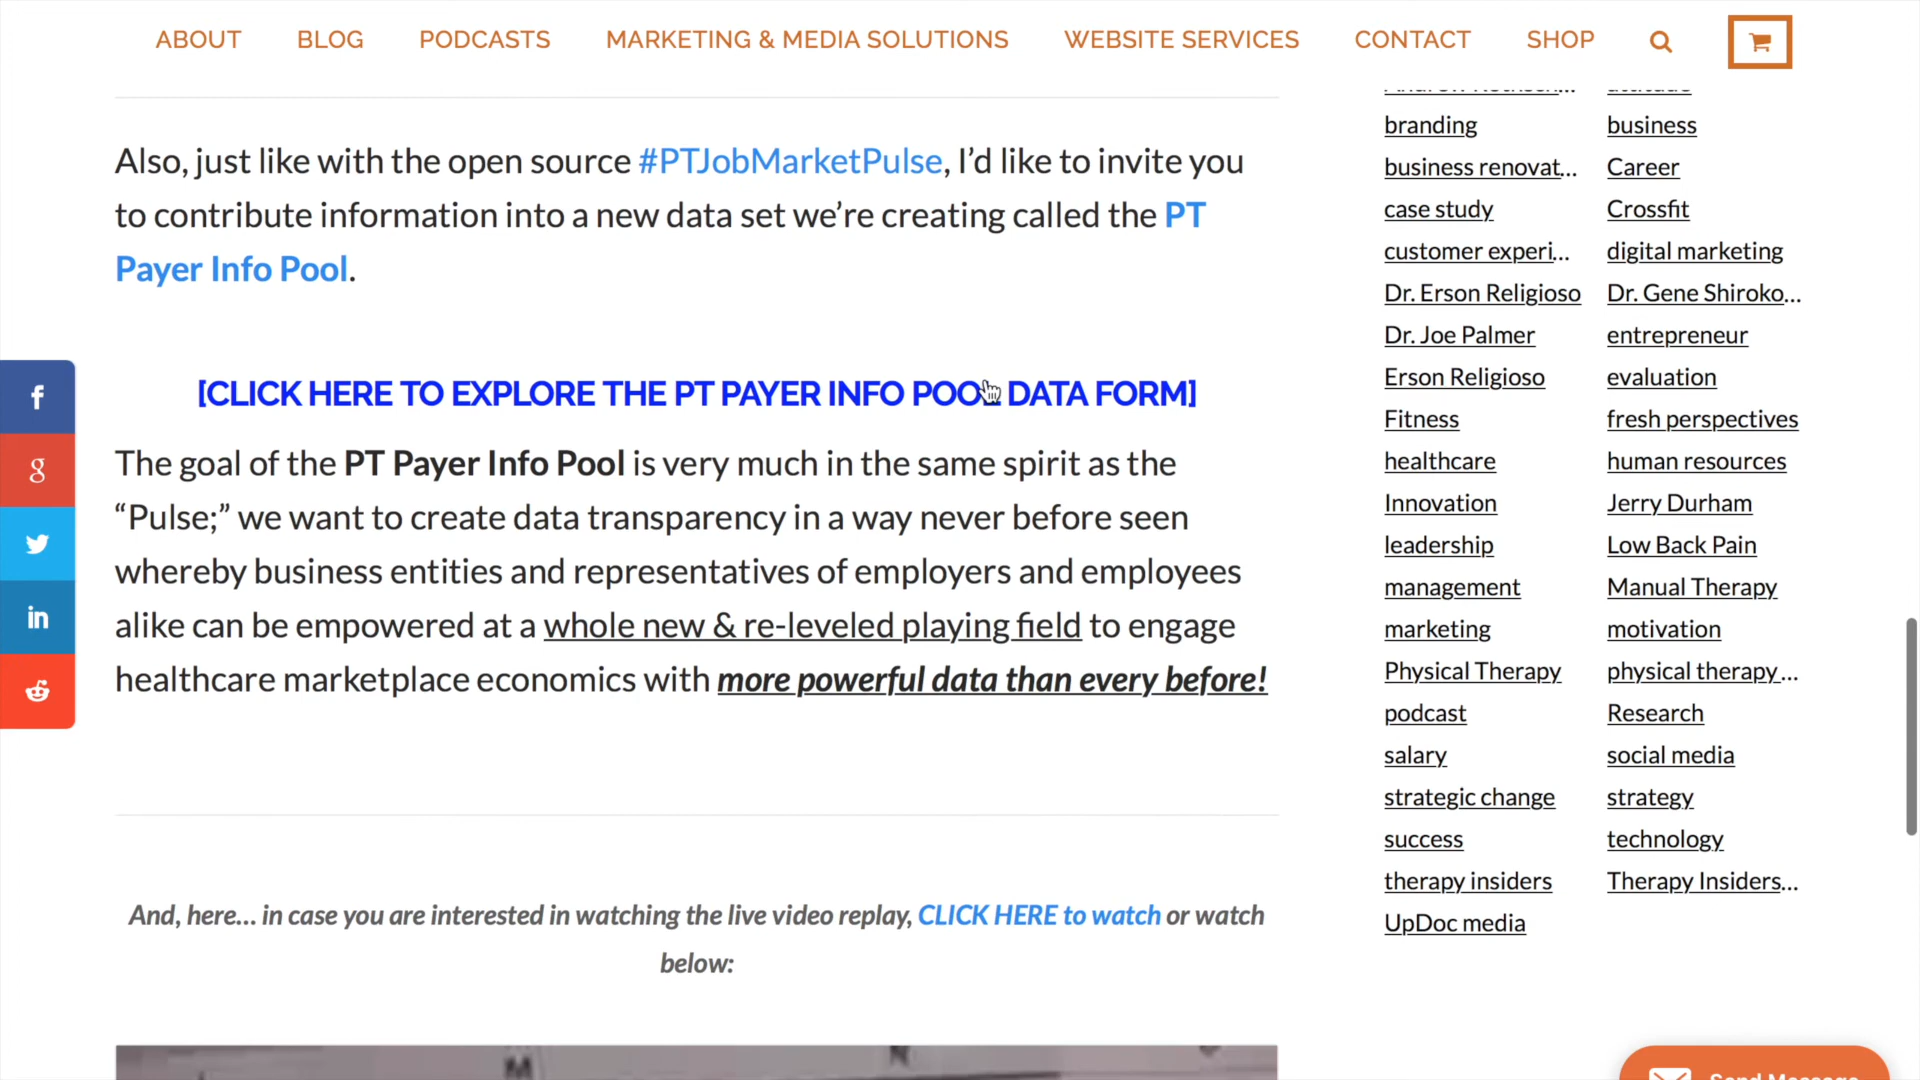 ABOUT BLOG PODCASTS MARKETING & MEDIA SOLUTIONS WEBSITE SERVICES CONTACT SHOP
Also, just like with the open source #PTJobMarketPulse, I’d like to invite you
to contribute information into a new data set we’re creating called the PT
Payer Info Pool.
[CLICK HERE TO EXPLORE THE PT PAYER INFO POOL DATA FORM]
The goal of the PT Payer Info Pool is very much in the same spirit as the
“Pulse;” we want to create data transparency in a way never before seen
whereby business entities and representatives of employers and employees
alike can be empowered at a whole new & re-leveled playing field to engage
healthcare marketplace economics with more powerful data than every before!
And, here... in case you are interested in watching the live video replay, CLICK HERE to watch or watch
below:
M
branding business
business renovat... Career
case study Crossfit
customer experi... digital marketing
Dr. Erson Religioso Dr. Gene Shiroko...
Dr. Joe Palmer entrepreneur
Erson Religioso evaluation
Fitness fresh perspectives
healthcare human resources
Innovation Jerry Durham
leadership Low Back Pain
management Manual Therapy
marketing motivation
Physical Therapy physical therapy...
podcast Research
salary social media
strategic change strategy
success technology
therapy insiders Therapy Insiders...
UpDoc media
Send Message